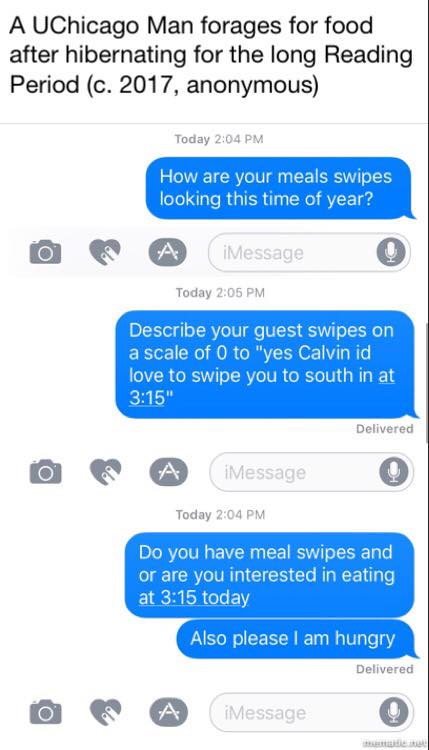 A UChicago Man forages for food
after hibernating for the long Reading
Period (c. 2017, anonymous)
Today 2:04 PM
How are your meals swipes
looking this time of year?
iMessage
Today 2:05 PM
Describe your guest swipes on
a scale of 0 to "yes Calvin id
love to swipe you to south in at
3:15"
Delivered
iMessage
Today 2:04 PM
Do you have meal swipes and
or are you interested in eating
at 3:15 today
Also please I am hungry
Delivered
iMessage
mematic.net